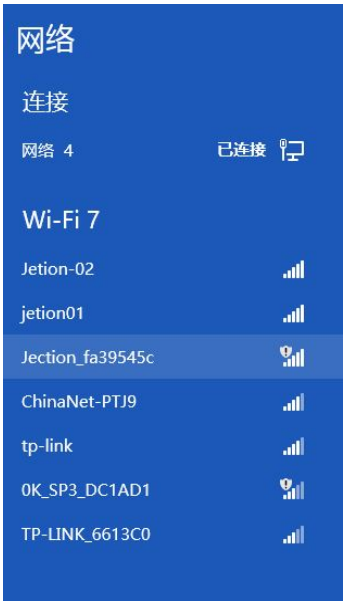 网络
连接
网络 4 已连接
Wi-Fi 7
Jetion-02
jetion01
Jection_fa39545c
ChinaNet-PTJ9
tp-link
0K_SP3_DC1AD1
TP-LINK_6613C0